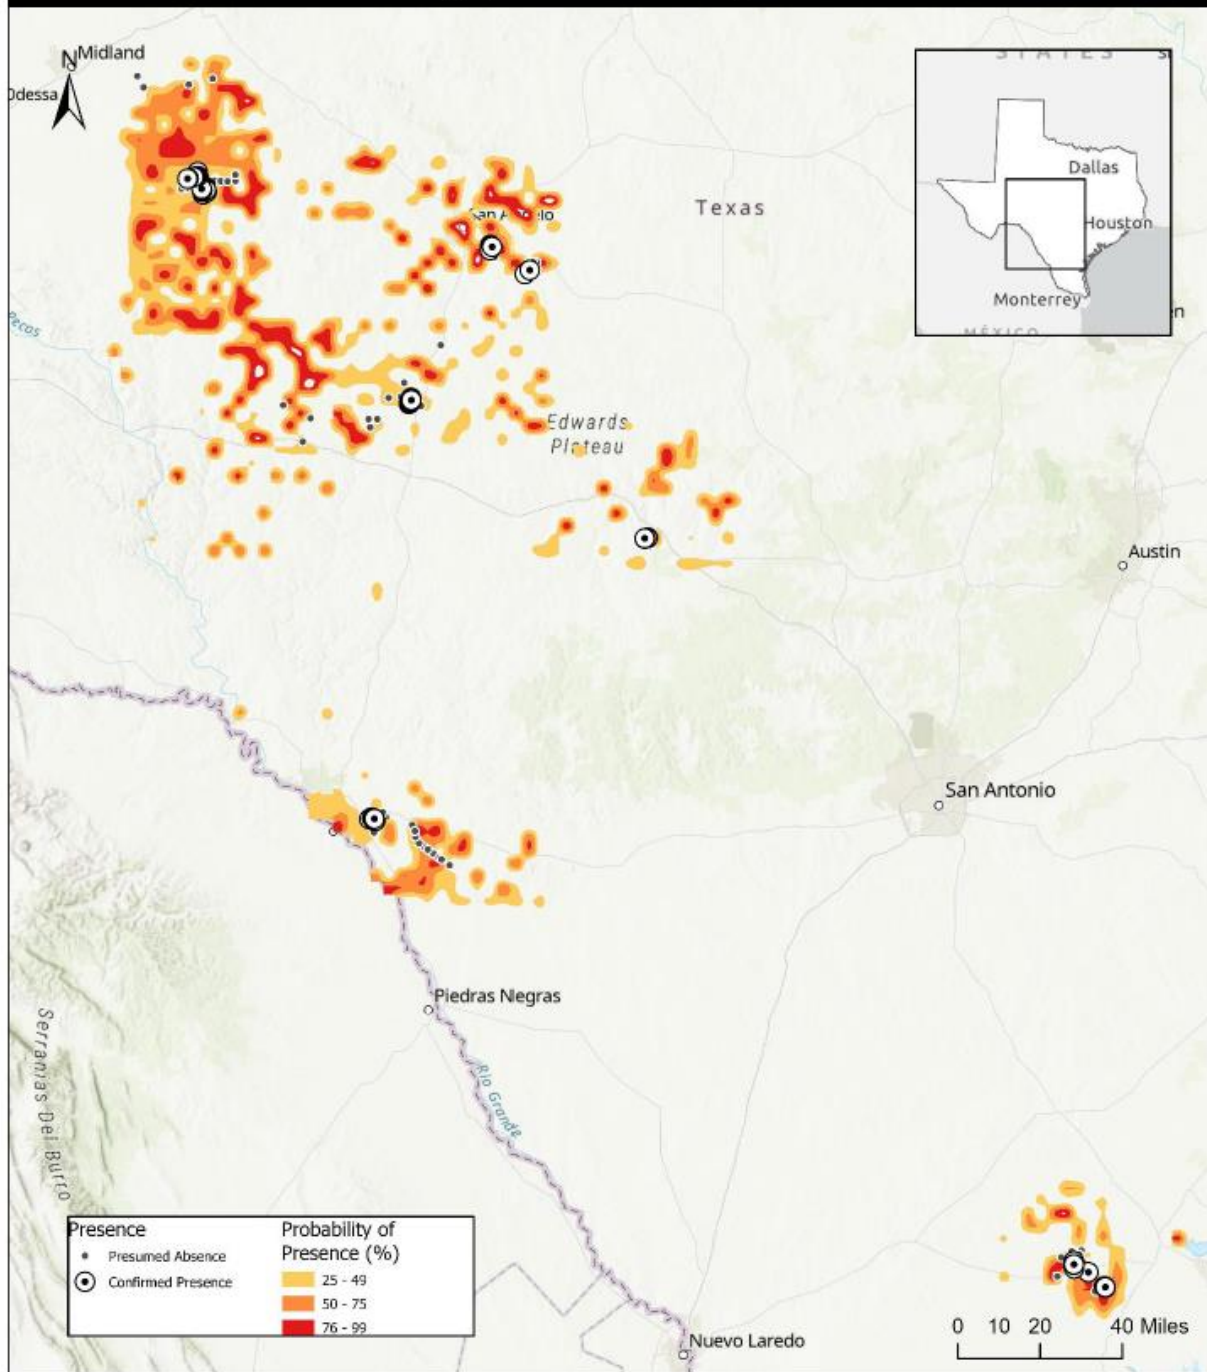 N
Midland
Odessa
STATES
Texas
Dallas
Houston
Monterrey
MÉXICO
Pecos
Edwards
Plateau
Austin
San Antonio
Piedras Negras
Rio Grande
Serranias Del Burro
Nuevo Laredo
Presence
Presumed Absence
Confirmed Presence
Probability of
Presence (%)
25 - 49
50 - 75
76 - 99
0 10 20 40 Miles